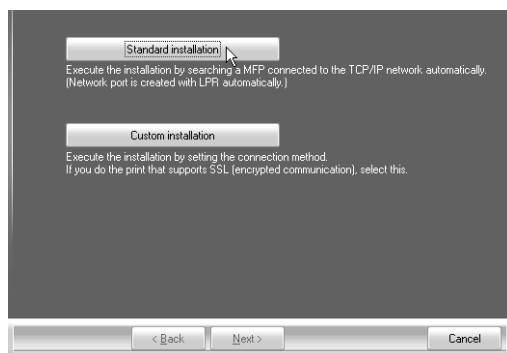 Standard installation
Execute the installation by searching a MFP connected to the TCP/IP network automatically.
(Network port is created with LPR automatically.)
Custom installation
Execute the installation by setting the connection method.
If you do the print that supports SSL (encrypted communication), select this.
< Back
Next >
Cancel